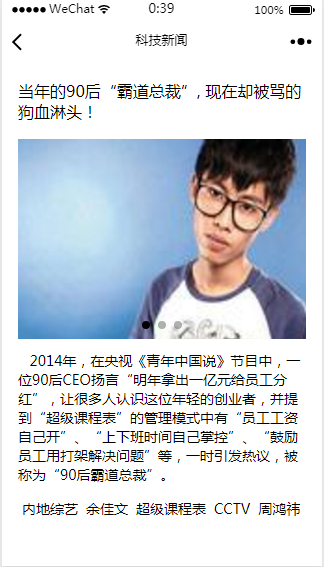 WeChat 0:39 100%
科技新闻
当年的90后“霸道总裁”, 现在却被骂的
狗血淋头！
2014年，在央视《青年中国说》节目中，一
位90后CEO扬言“明年拿出一亿元给员工分
红”，让很多人认识这位年轻的创业者，并提
到“超级课程表”的管理模式中有“员工工资
自己开”、“上下班时间自己掌控”、“鼓励
员工用打架解决问题”等，一时引发热议，被
称为“90后霸道总裁”。
内地综艺 余佳文 超级课程表 CCTV 周鸿祎